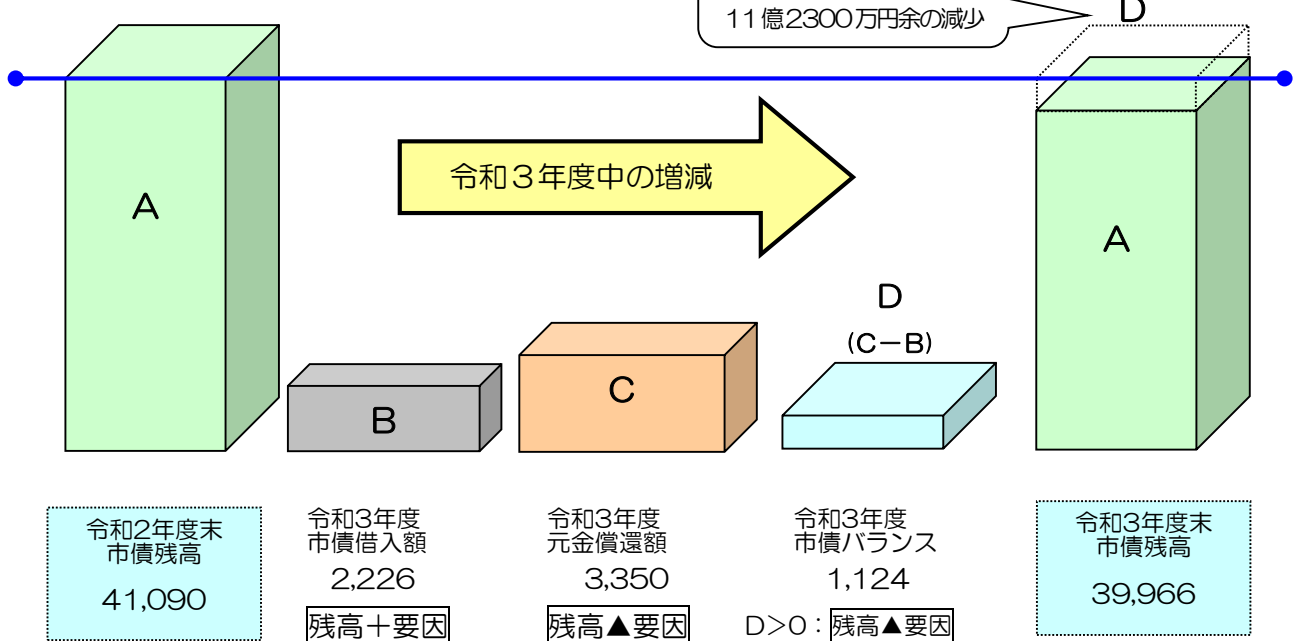 11億2300万円余の減少
D
A
令和3年度中の増減
A
D
(C－B)
B
C
令和2年度末
市債残高
41,090
令和3年度
市債借入額
2,226
残高＋要因
令和3年度
元金償還額
3,350
残高▲要因
令和3年度
市債バランス
1,124
D>0：残高▲要因
令和3年度末
市債残高
39,966